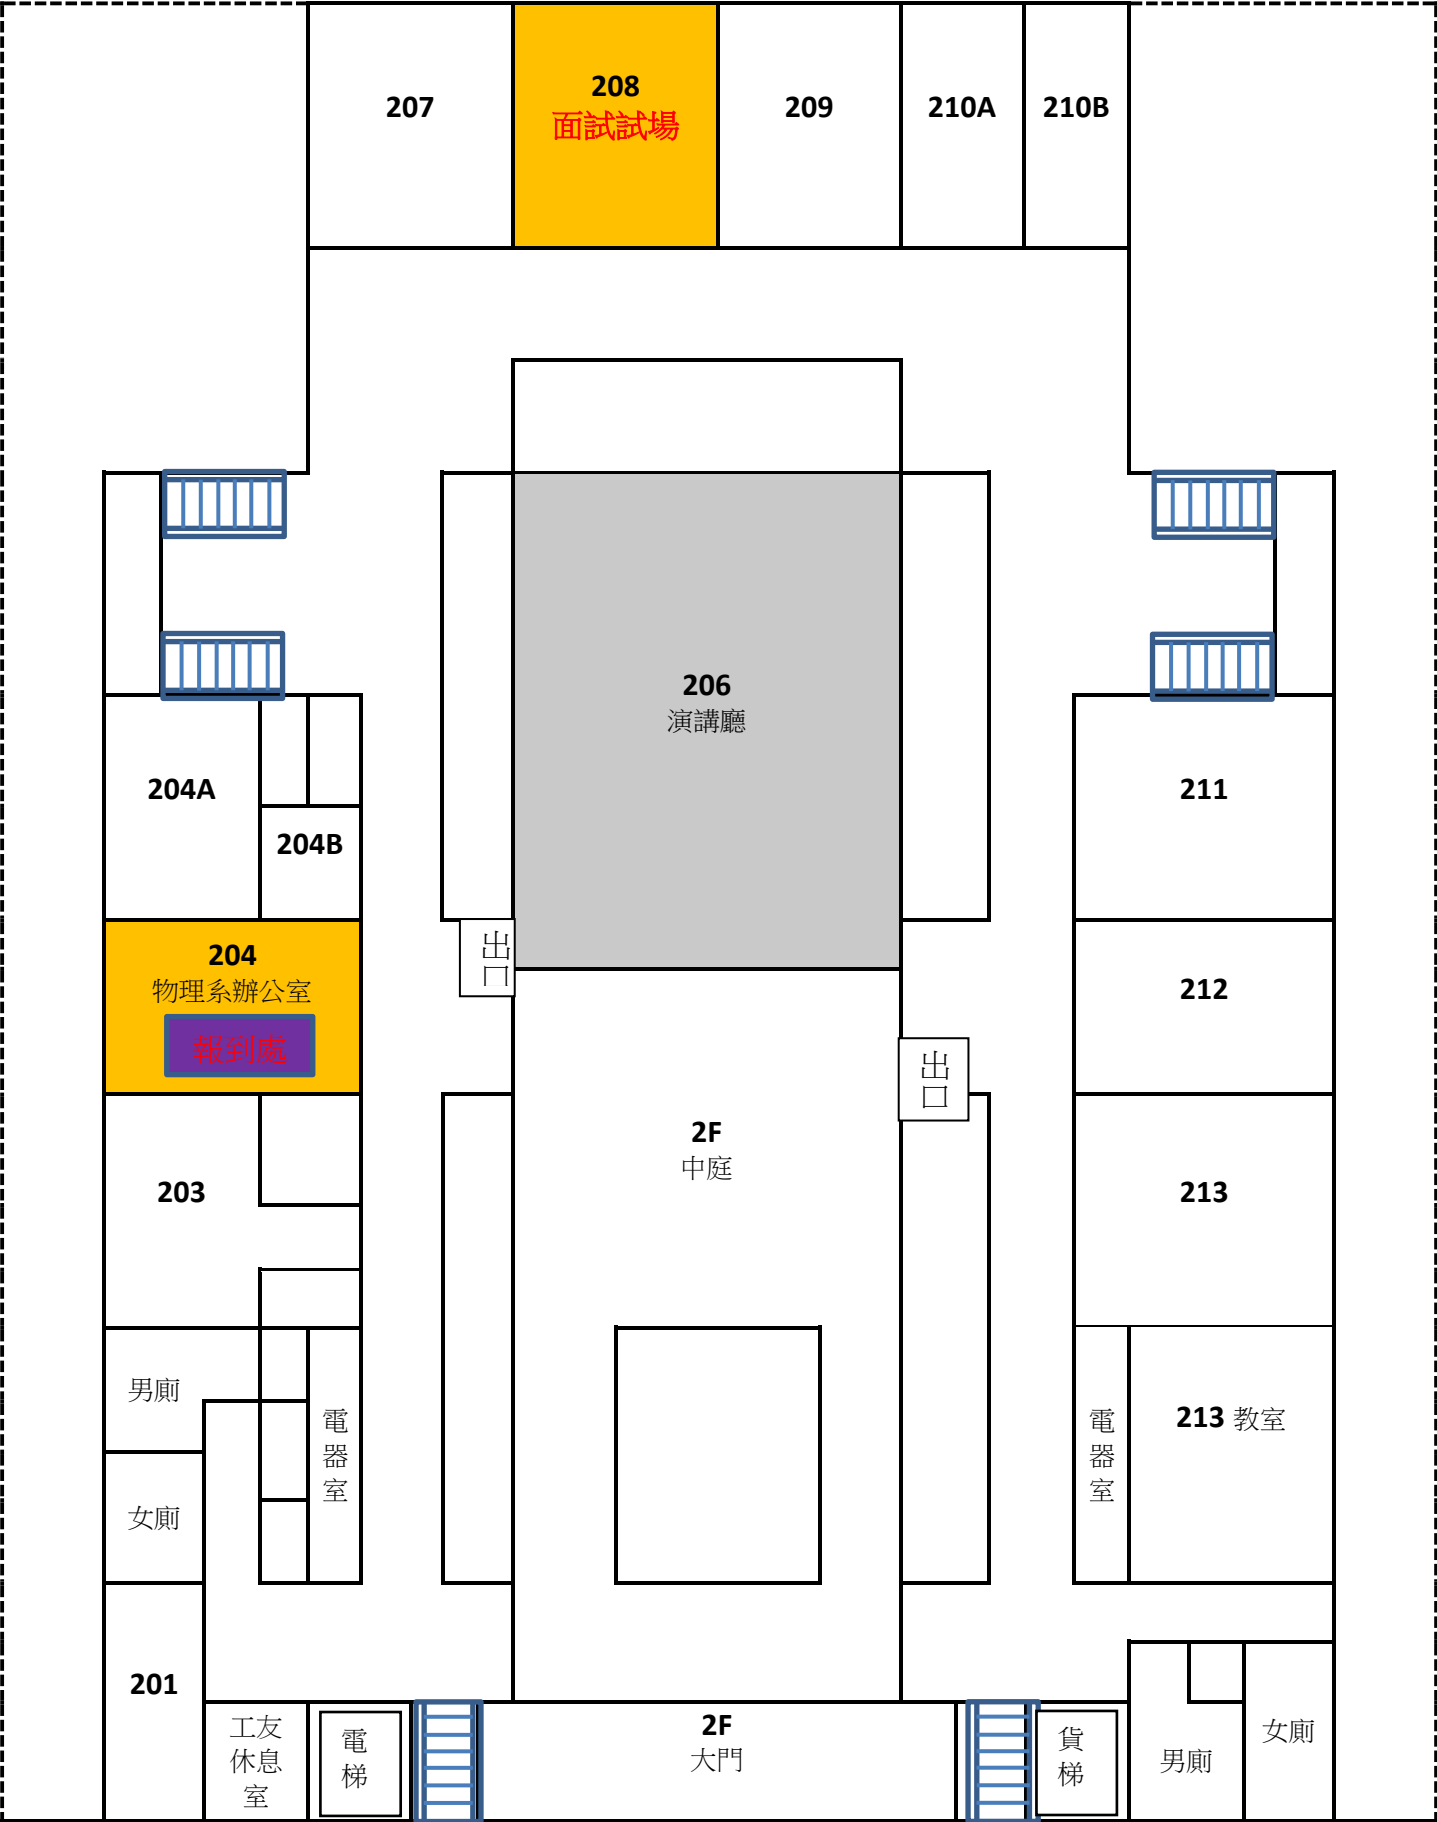 207
208
面試試場
209
210A
210B
206
演講廳
204A
204B
211
204
物理系辦公室
報到處
出口
212
出口
2F
中庭
203
213
男廁
電器室
電器室
213 教室
女廁
201
工友
休息
室
電梯
2F
大門
貨梯
男廁
女廁